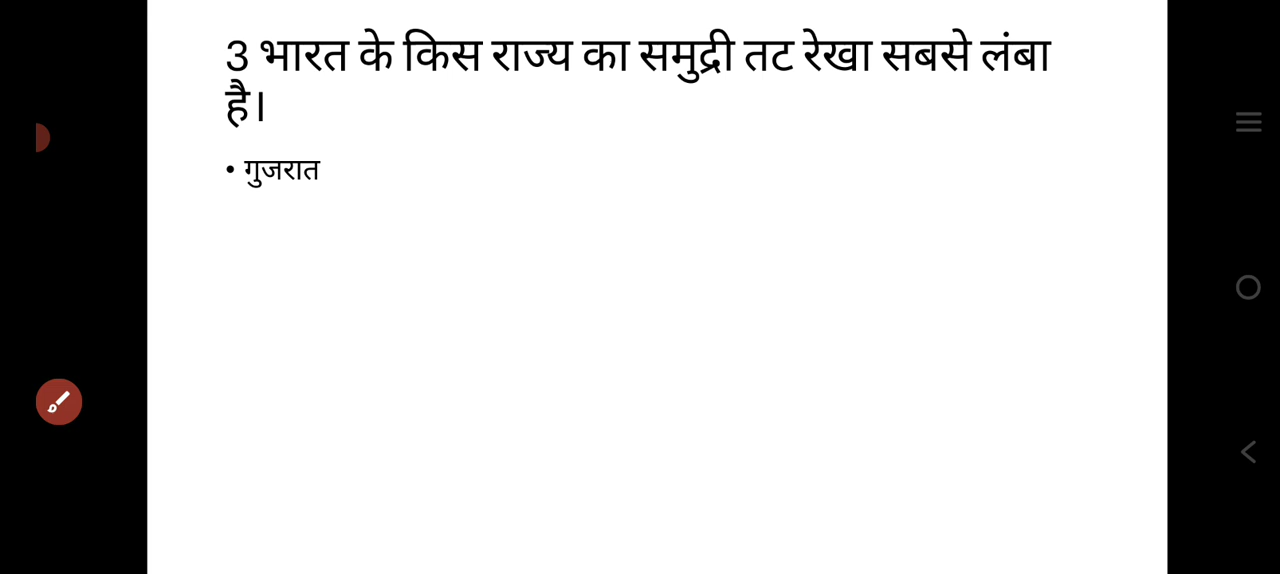 3 भारत के किस राज्य का समुद्री तट रेखा सबसे लंबा
है।
• गुजरात